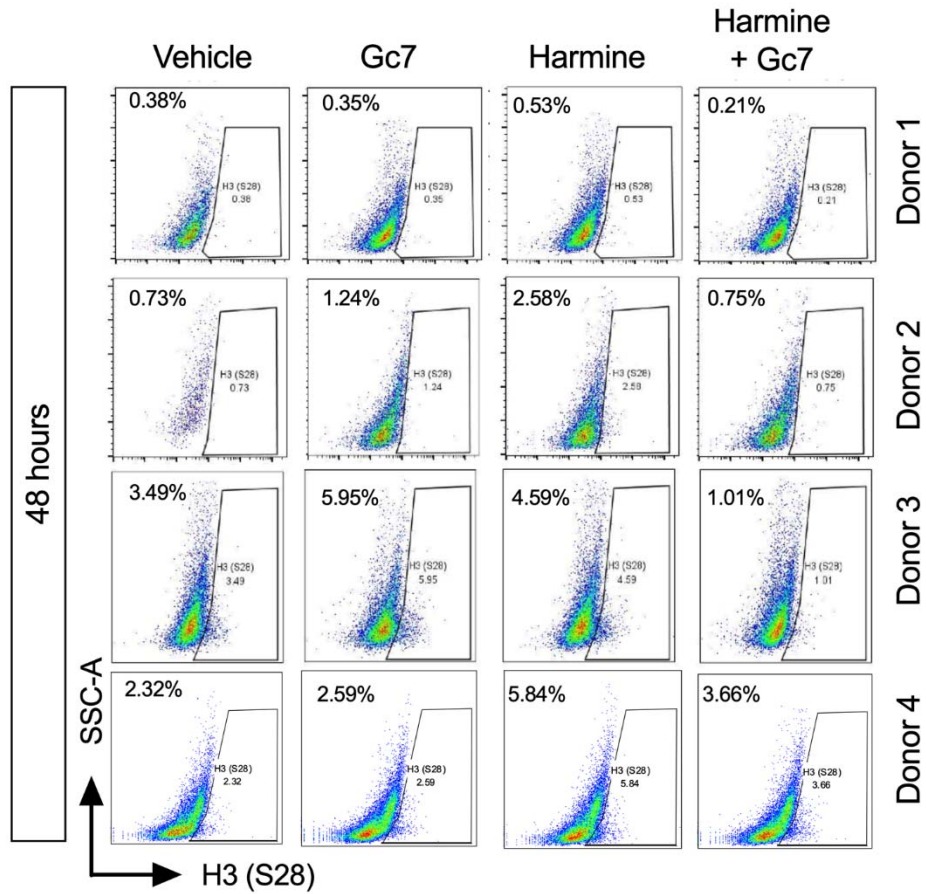 Vehicle
Gc7
Harmine
Harmine
+ Gc7
48 hours
0.38%
H3 (S28)
0.38
0.35%
H3 (S28)
0.35
0.53%
H3 (S28)
0.53
0.21%
H3 (S28)
0.21
Donor 1
0.73%
H3 (S28)
0.73
1.24%
H3 (S28)
1.24
2.58%
H3 (S28)
2.58
0.75%
H3 (S28)
0.75
Donor 2
3.49%
H3 (S28)
3.49
5.95%
H3 (S28)
5.95
4.59%
H3 (S28)
4.59
1.01%
H3 (S28)
1.01
Donor 3
2.32%
H3 (S28)
2.32
2.59%
H3 (S28)
2.59
5.84%
H3 (S28)
5.84
3.66%
H3 (S28)
3.66
Donor 4
SSC-A
H3 (S28)